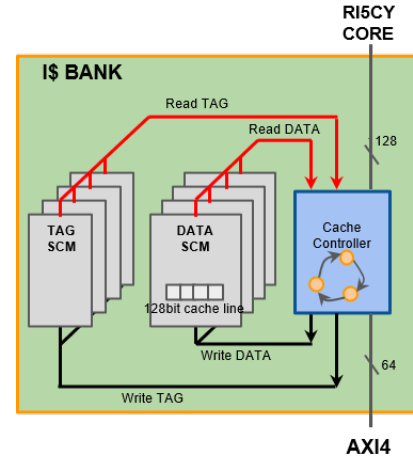 RI5CY
CORE
I$ BANK
Read TAG
Read DATA
128
TAG
SCM
DATA
SCM
Cache
Controller
128bit cache line
Write DATA
64
Write TAG
AXI4